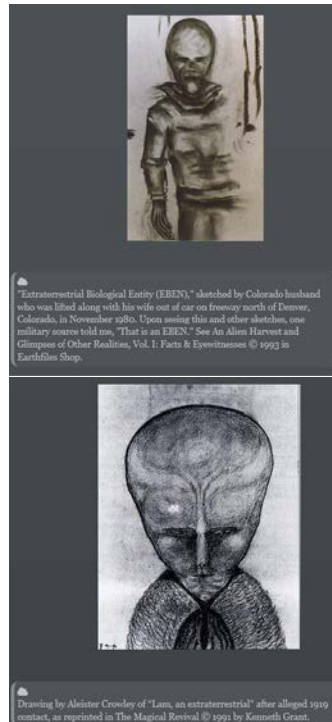 "Extraterrestrial Biological Entity (EBEN)," sketched by Colorado husband
who was lifted along with his wife out of car on freeway north of Denver,
Colorado, in November 1980. Upon seeing this and other sketches, one
military source told me, "That is an EBEN." See An Alien Harvest and
Glimpses of Other Realities, Vol. I: Facts & Eyewitnesses © 1993 in
Earthfiles Shop.
Drawing by Aleister Crowley of "Lam, an extraterrestrial" after alleged 1919
contact, as reprinted in The Magical Revival © 1991 by Kenneth Grant.